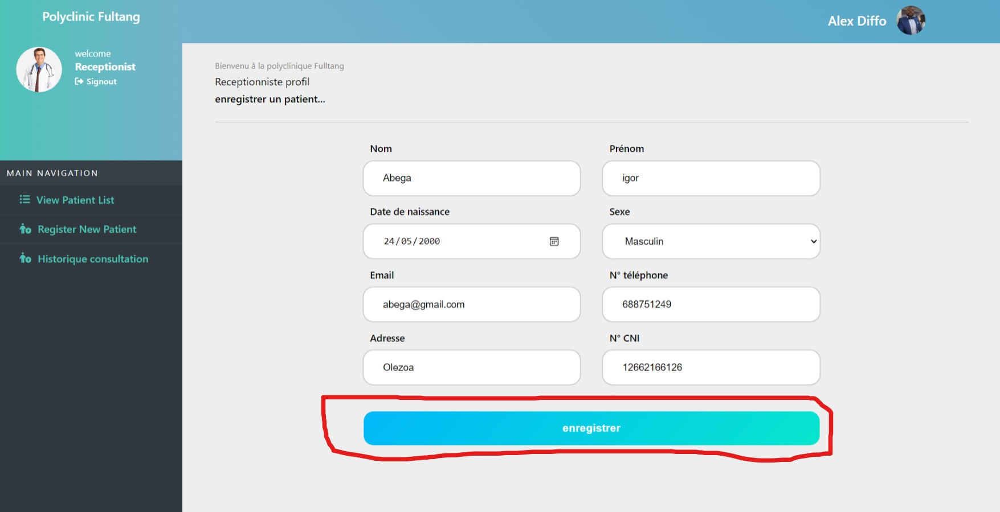 Polyclinic Fultang
Alex Diffo
welcome
Receptionist
Signout
MAIN NAVIGATION
View Patient List
Register New Patient
Historique consultation
Bienvenu à la polyclinique Fulltang
Receptionniste profil
enregistrer un patient...
Nom
Prénom
Abega
igor
Date de naissance
Sexe
24/05/2000
Masculin
Email
N° téléphone
abega@gmail.com
688751249
Adresse
N° CNI
Olezoa
12662166126
enregistrer